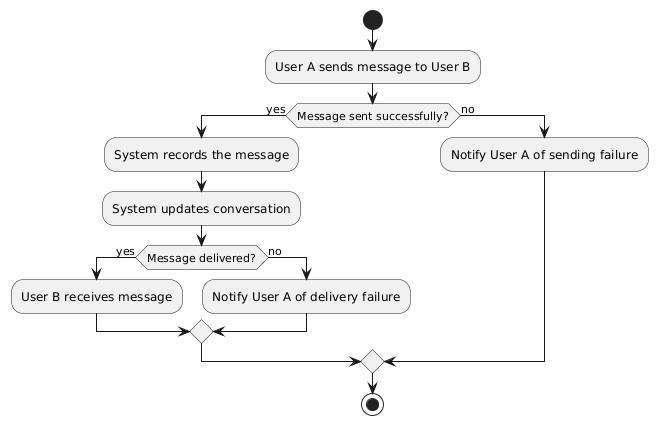 User A sends message to User B
yes
Message sent successfully?
no
System records the message
Notify User A of sending failure
System updates conversation
yes
Message delivered?
no
User B receives message
Notify User A of delivery failure